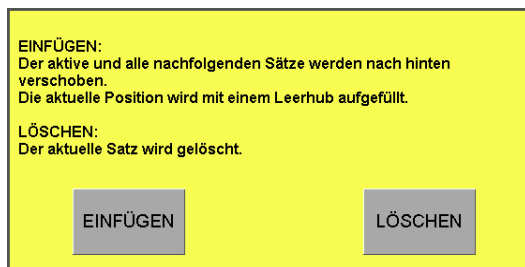 EINFÜGEN:
Der aktive und alle nachfolgenden Sätze werden nach hinten
verschoben.
Die aktuelle Position wird mit einem Leerhub aufgefüllt.
LÖSCHEN:
Der aktuelle Satz wird gelöscht.
EINFÜGEN
LÖSCHEN